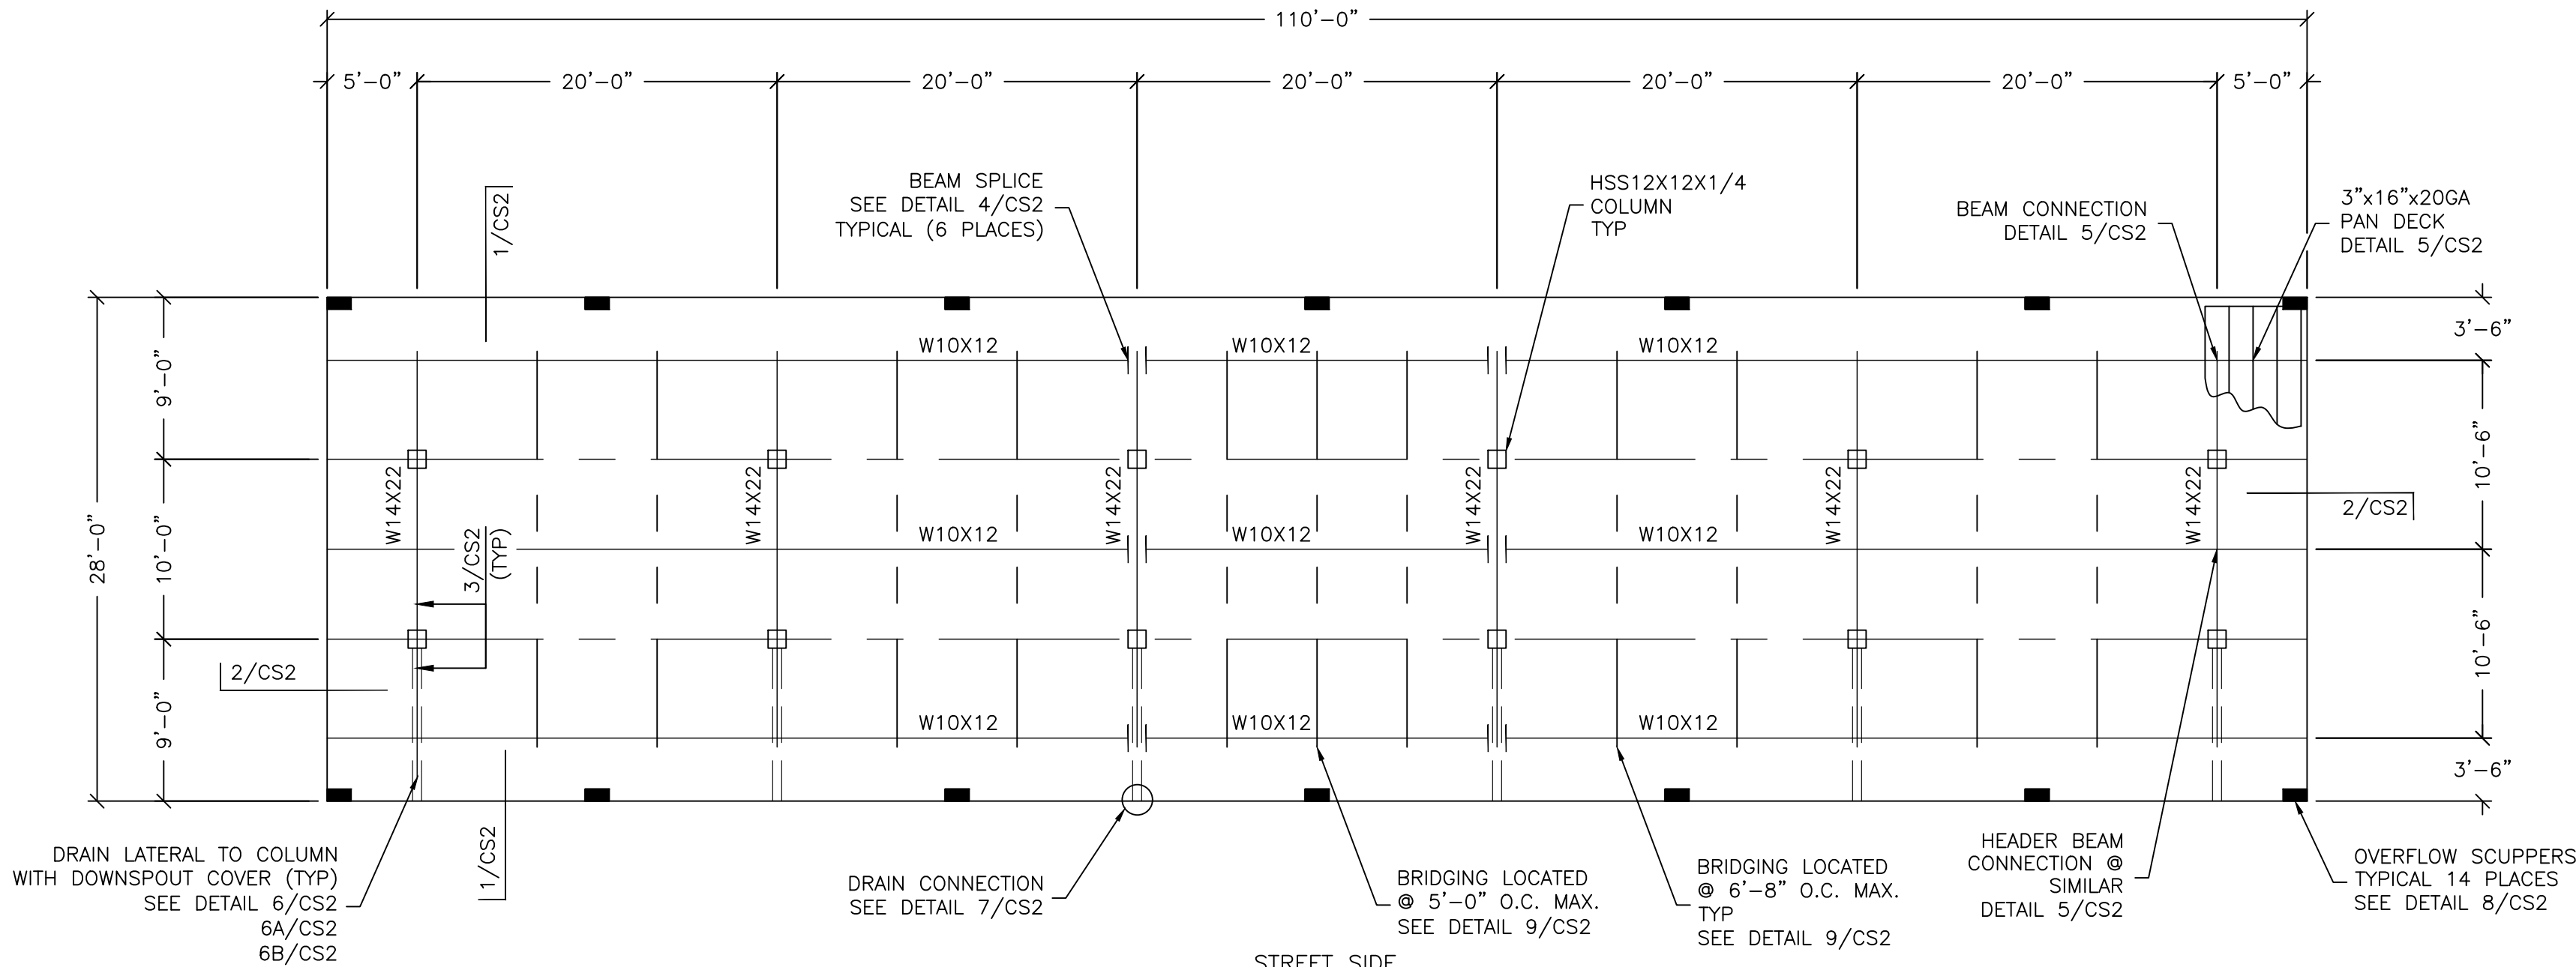 110'-0"
5'-0"
20'-0"
20'-0"
20'-0"
20'-0"
20'-0"
5'-0"
1/CS2
BEAM SPLICE
SEE DETAIL 4/CS2
TYPICAL (6 PLACES)
HSS12X12X1/4
COLUMN
TYP
BEAM CONNECTION
DETAIL 5/CS2
3"x16"x20GA
PAN DECK
DETAIL 5/CS2
28'-0"
9'-0"
10'-0"
9'-0"
W10X12
W10X12
W10X12
3'-6"
10'-6"
10'-6"
3'-6"
W14X22
W14X22
W14X22
W14X22
W14X22
W14X22
2/CS2
3/CS2
(TYP)
W10X12
W10X12
W10X12
2/CS2
W10X12
W10X12
W10X12
1/CS2
DRAIN LATERAL TO COLUMN
WITH DOWNSPOUT COVER (TYP)
SEE DETAIL 6/CS2
6A/CS2
6B/CS2
DRAIN CONNECTION
SEE DETAIL 7/CS2
BRIDGING LOCATED
@ 5'-0" O.C. MAX.
SEE DETAIL 9/CS2
BRIDGING LOCATED
@ 6'-8" O.C. MAX.
TYP
SEE DETAIL 9/CS2
HEADER BEAM
CONNECTION @
SIMILAR
DETAIL 5/CS2
OVERFLOW SCUPPERS
TYPICAL 14 PLACES
SEE DETAIL 8/CS2
STREET SIDE